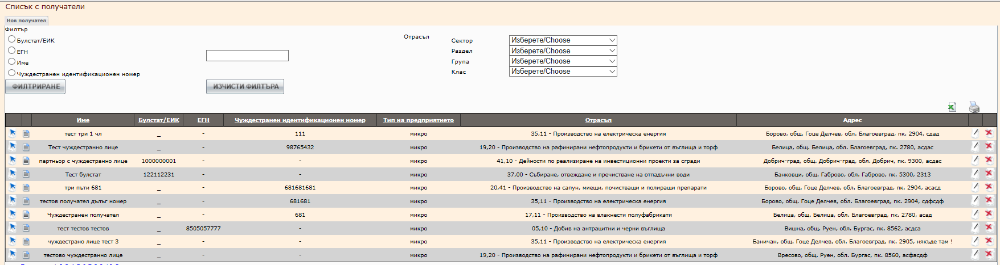 Списък с получатели
Нов получател
Филтър
Булстат/ЕИК
ЕГН
Име
Чуждестранен идентификационен номер
Отрасъл
Сектор Изберете/Choose
Раздел Изберете/Choose
Група Изберете/Choose
Клас Изберете/Choose
ФИЛТРИРАНЕ ИЗЧИСТИ ФИЛТЪРА
Име Булстат/ЕИК ЕГН Чуждестранен идентификационен номер Тип на предприятието Отрасъл Адрес
тест три 1 чл _ - 111 микро 35,11 - Производство на електрическа енергия Борово, общ. Гоце Делчев, обл. Благоевград, пк. 2904, сдад
Тест чуждестранно лице _ - 98765432 микро 19,20 - Производство на рафинирани нефтопродукти и брикети от въглища и торф Белица, общ. Белица, обл. Благоевград, пк. 2780, асдас
партньор с чуждестранно лице 1000000001 - - микро 41,10 - Дейности по реализиране на инвестиционни проекти за сгради Добрич-град, общ. Добрич-град, обл. Добрич, пк. 9300, асдас
Тест булстат 122112231 - - микро 37,00 - Събиране, отвеждане и пречистване на отпадъчни води Банковци, общ. Габрово, обл. Габрово, пк. 5300, 2313
три пъти 681 _ - 681681681 микро 20,41 - Производство на сапун, миещи, почистващи и полиращи препарати Борово, общ. Гоце Делчев, обл. Благоевград, пк. 2904, асасд
тестов получател дълъг номер _ - 681681 микро 35,11 - Производство на електрическа енергия Борово, общ. Гоце Делчев, обл. Благоевград, пк. 2904, сдфсдф
Чуждестранен получател _ - 681 микро 17,11 - Производство на влакнести полуфабрикати Белица, общ. Белица, обл. Благоевград, пк. 2780, асад
тест тестов тестов _ 8505057777 - микро 05,10 - Добив на антрацитни и черни въглища Вишна, общ. Руен, обл. Бургас, пк. 8562, асдса
чуждестрано лице тест 3 _ - - микро 35,11 - Производство на електрическа енергия Баничан, общ. Гоце Делчев, обл. Благоевград, пк. 2905, някъде там !
тестово чуждестранно лице _ - - микро 19,20 - Производство на рафинирани нефтопродукти и брикети от въглища и торф Вресово, общ. Руен, обл. Бургас, пк. 8560, асфасдф